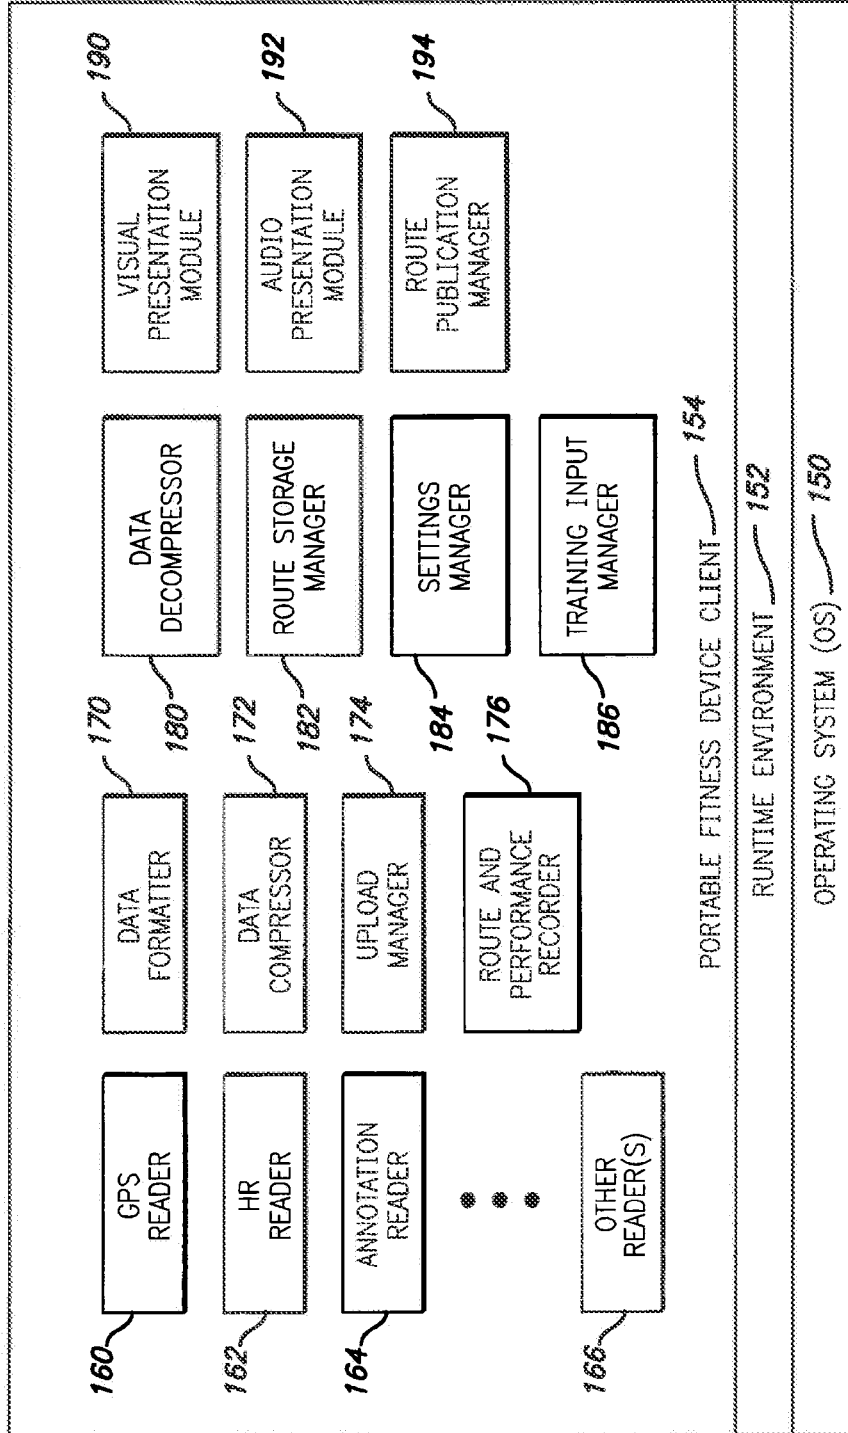 160
GPS
READER
162
HR
READER
164
ANNOTATION
READER
166
OTHER
READER(S)
170
DATA
FORMATTER
172
DATA
COMPRESSOR
174
UPLOAD
MANAGER
176
ROUTE AND
PERFORMANCE
RECORDER
180
DATA
DECOMPRESSOR
182
ROUTE STORAGE
MANAGER
184
SETTINGS
MANAGER
186
TRAINING INPUT
MANAGER
190
VISUAL
PRESENTATION
MODULE
192
AUDIO
PRESENTATION
MODULE
194
ROUTE
PUBLICATION
MANAGER
PORTABLE FITNESS DEVICE CLIENT 154
RUNTIME ENVIRONMENT 152
OPERATING SYSTEM (OS) 150